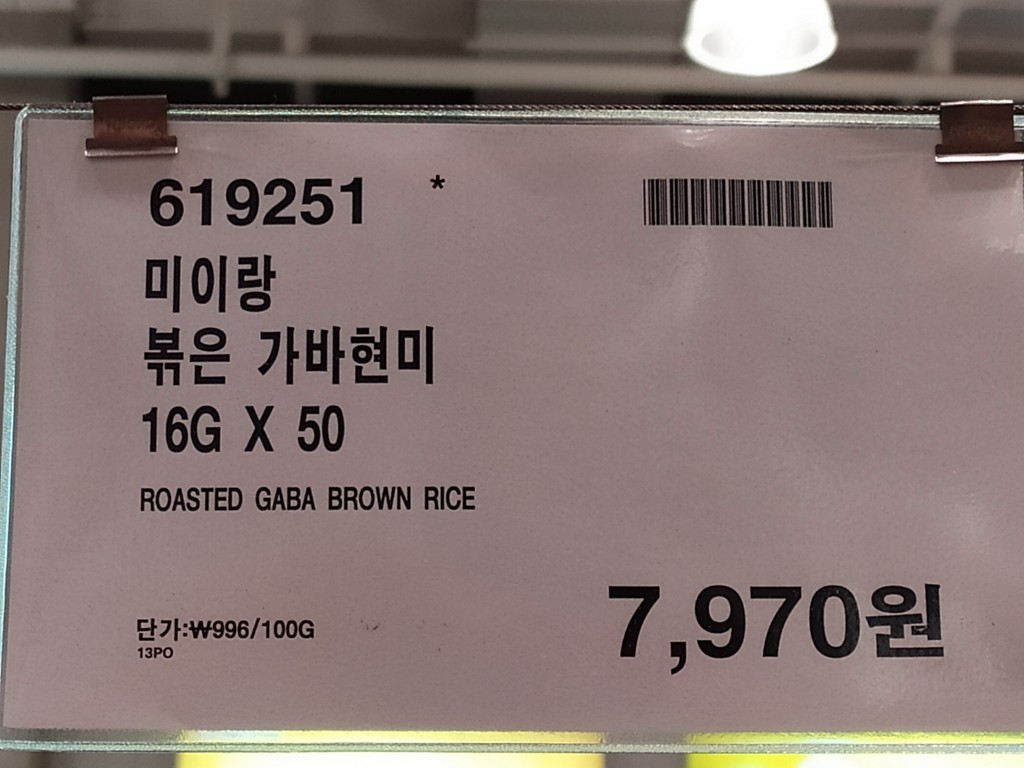 619251 *
미이랑
볶은 가바현미
16G X 50
ROASTED GABA BROWN RICE
단가:₩996/100G
13PO
7,970원